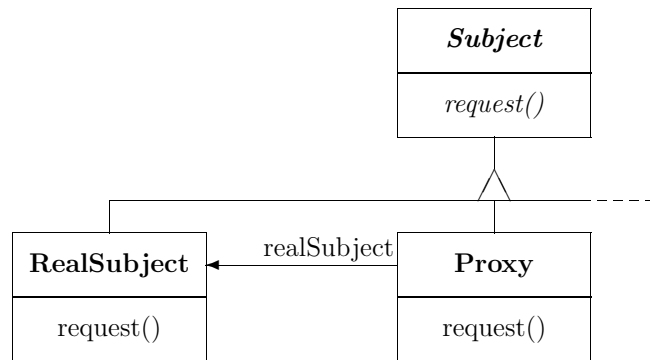 Subject
request()
realSubject
RealSubject
Proxy
request()
request()